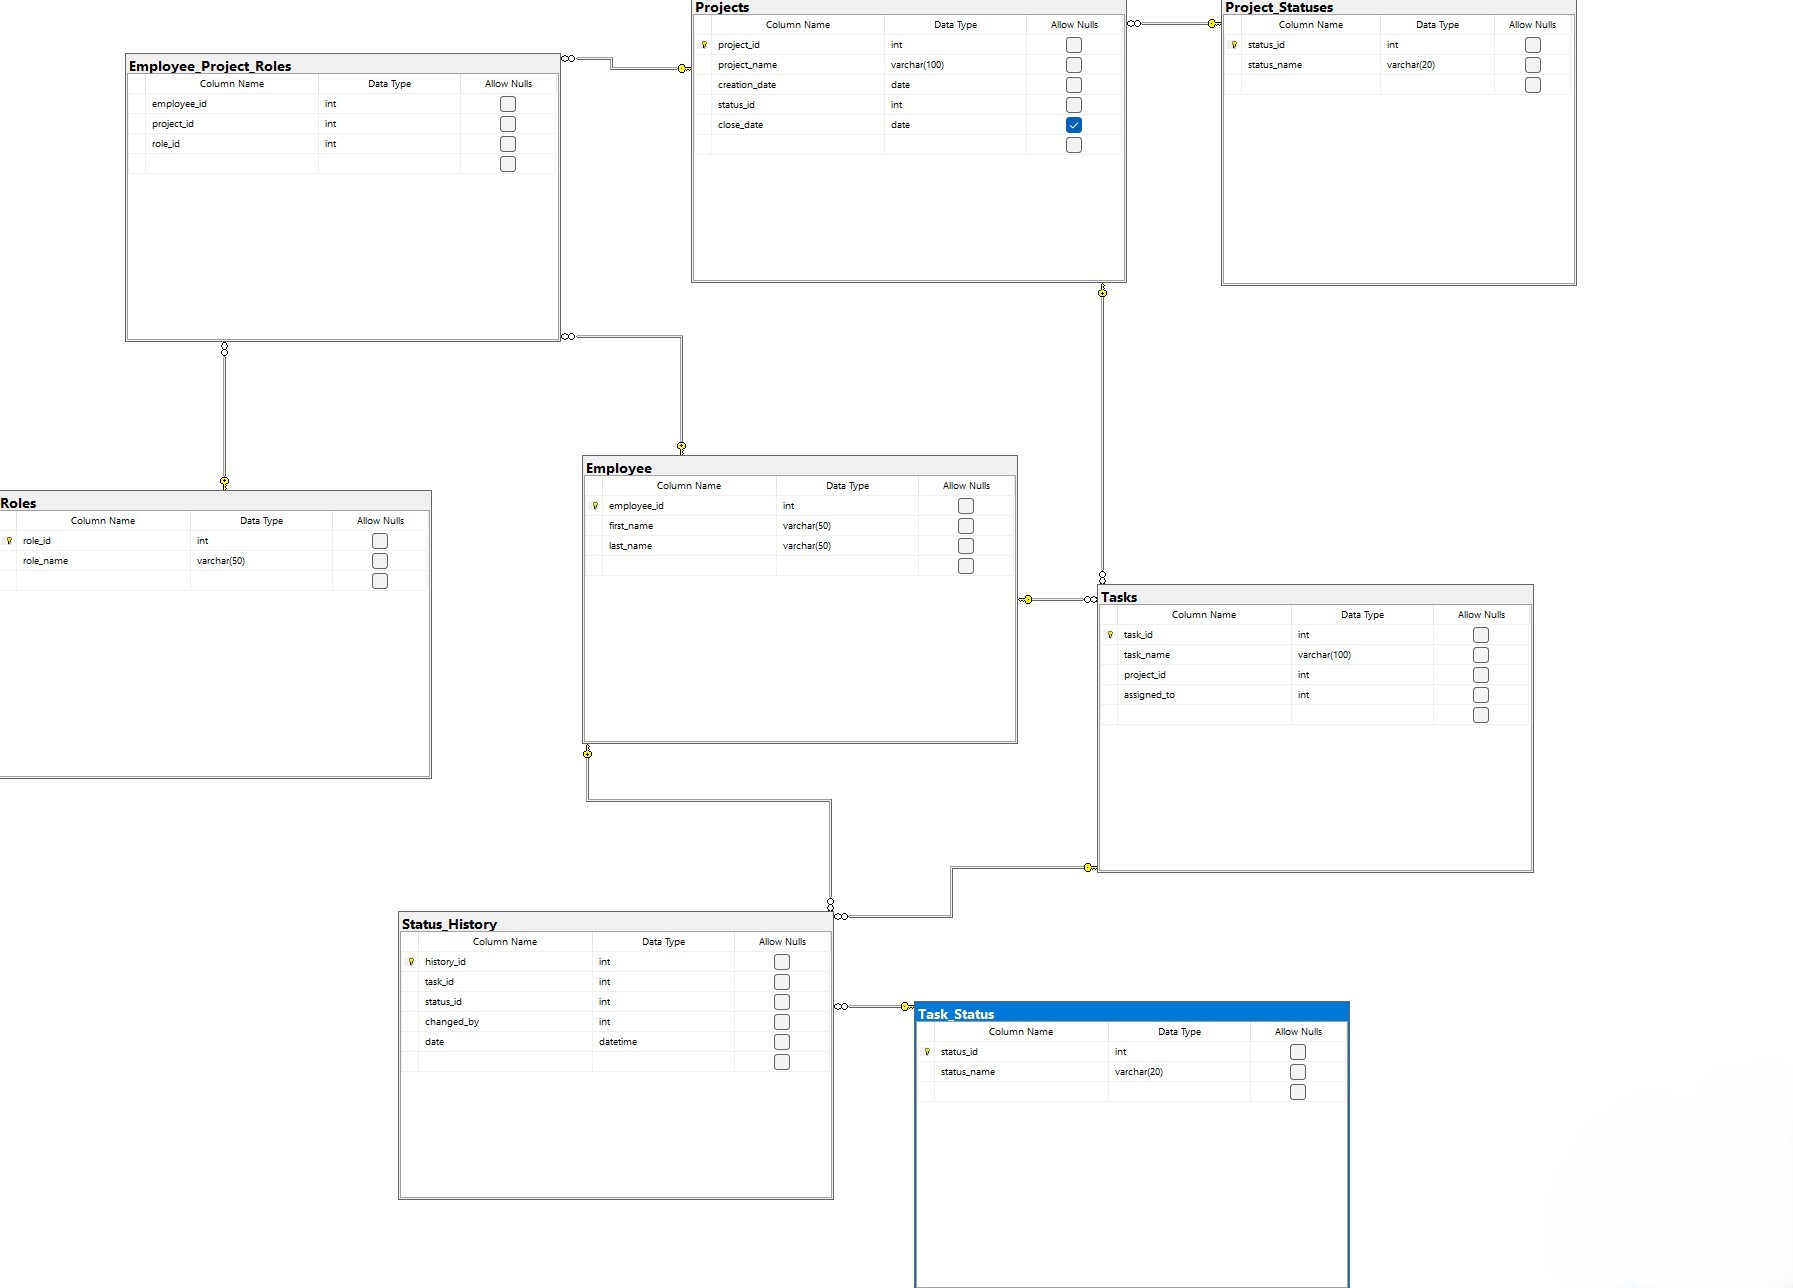 Projects
Column Name Data Type Allow Nulls
project_id int
project_name varchar(100)
creation_date date
status_id int
close_date date
Project_Statuses
Column Name Data Type Allow Nulls
status_id int
status_name varchar(20)
Employee_Project_Roles
Column Name Data Type Allow Nulls
employee_id int
project_id int
role_id int
Employee
Column Name Data Type Allow Nulls
employee_id int
first_name varchar(50)
last_name varchar(50)
Roles
Column Name Data Type Allow Nulls
role_id int
role_name varchar(50)
Tasks
Column Name Data Type Allow Nulls
task_id int
task_name varchar(100)
project_id int
assigned_to int
Status_History
Column Name Data Type Allow Nulls
history_id int
task_id int
status_id int
changed_by int
date datetime
Task_Status
Column Name Data Type Allow Nulls
status_id int
status_name varchar(20)